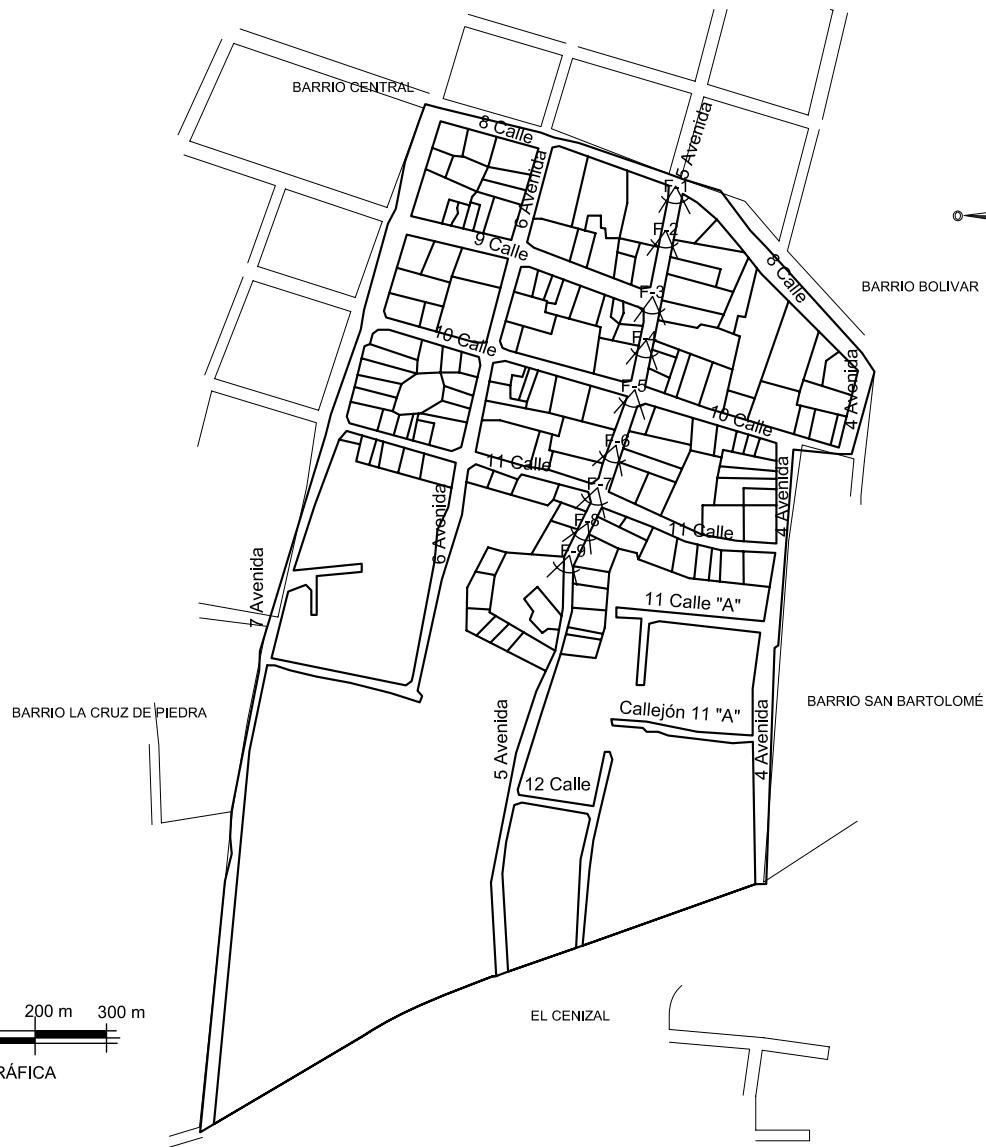 BARRIO CENTRAL
8 Calle
5 Avenida
6 Avenida
F-1
F-2
9 Calle
8 Calle
BARRIO BOLIVAR
F-3
10 Calle
F-4
4 Avenida
F-5
10 Calle
F-6
11 Calle
4 Avenida
F-7
6 Avenida
F-8
11 Calle
F-9
7 Avenida
11 Calle "A"
BARRIO LA CRUZ DE PIEDRA
BARRIO SAN BARTOLOMÉ
Callejón 11 "A"
5 Avenida
4 Avenida
12 Calle
200 m 300 m
EL CENIZAL
RÁFICA